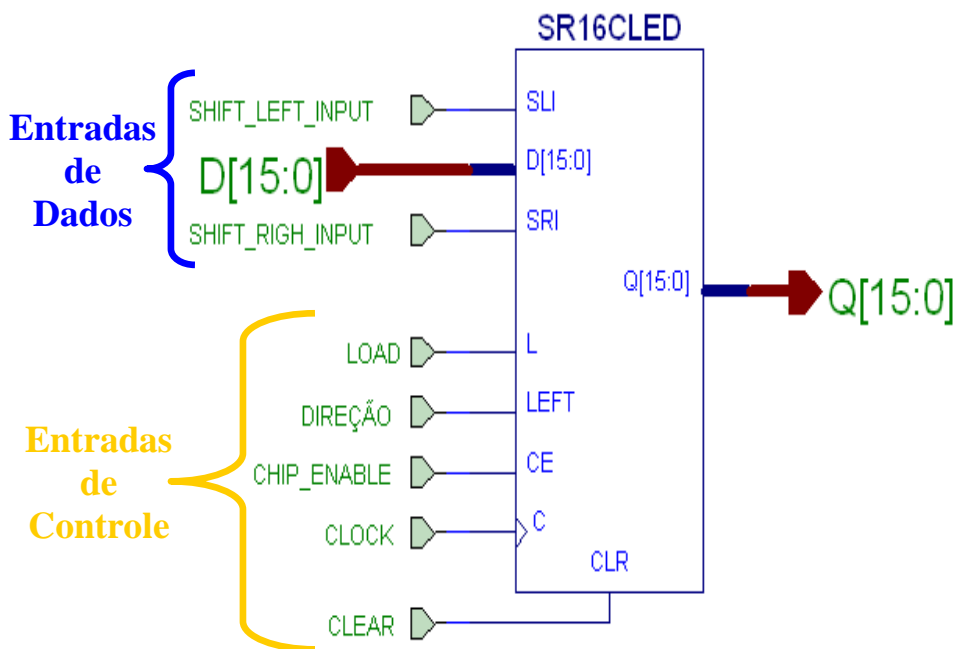 SR16CLED
Entradas
de
Dados
SHIFT_LEFT_INPUT
SLI
D[15:0]
D[15:0]
SHIFT_RIGH_INPUT
SRI
Q[15:0]
Q[15:0]
Entradas
de
Controle
LOAD
L
DIREÇÃO
LEFT
CHIP_ENABLE
CE
CLOCK
C
CLR
CLEAR